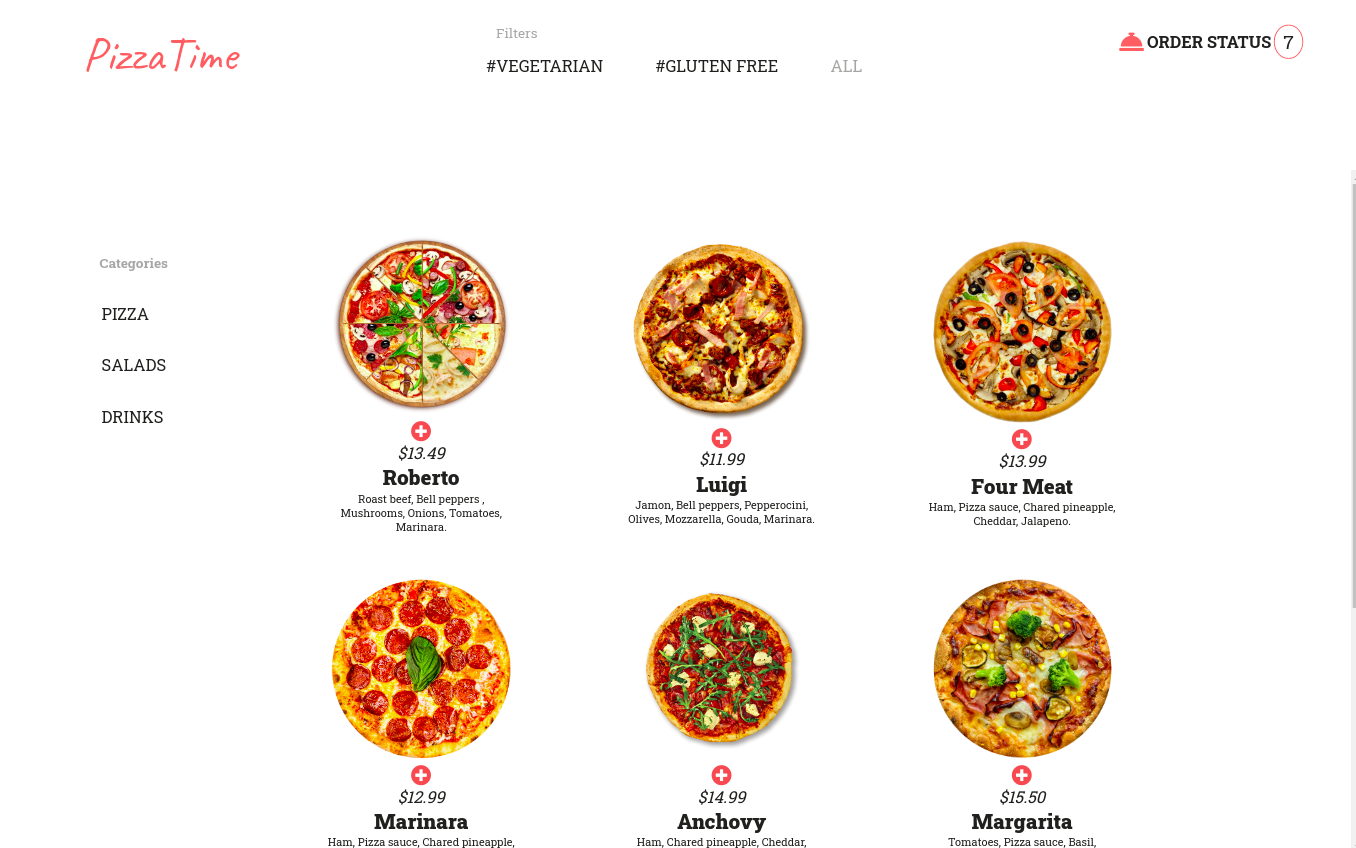 PizzaTime
Filters
#VEGETARIAN
#GLUTEN FREE
ALL
ORDER STATUS 7
Categories
PIZZA
SALADS
DRINKS
$13.49
Roberto
Roast beef, Bell peppers ,
Mushrooms, Onions, Tomatoes,
Marinara.
$11.99
Luigi
Jamon, Bell peppers, Pepperocini,
Olives, Mozzarella, Gouda, Marinara.
$13.99
Four Meat
Ham, Pizza sauce, Chared pineapple,
Cheddar, Jalapeno.
$12.99
Marinara
Ham, Pizza sauce, Chared pineapple,
$14.99
Anchovy
Ham, Chared pineapple, Cheddar,
$15.50
Margarita
Tomatoes, Pizza sauce, Basil,